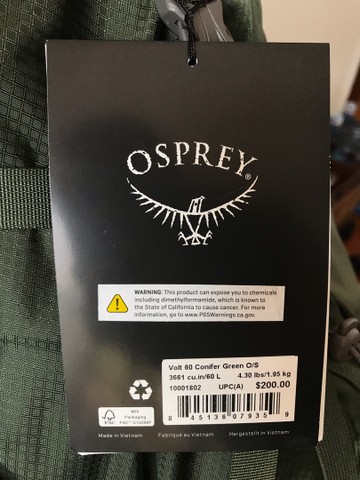 OSPREY®
WARNING: This product can expose you to chemicals
including dimethylformamide, which is known to
the State of California to cause cancer. For more
information, go to www.P65Warnings.ca.gov.
Volt 60 Conifer Green O/S
3661 cu.in/60 L 4.30 lbs/1.95 kg
10001802 UPC(A) $200.00
8 45136 07935 9
MIX
Packaging
FSC
Made in Vietnam Fabriqué au Vietnam Hergestellt in Vietnam